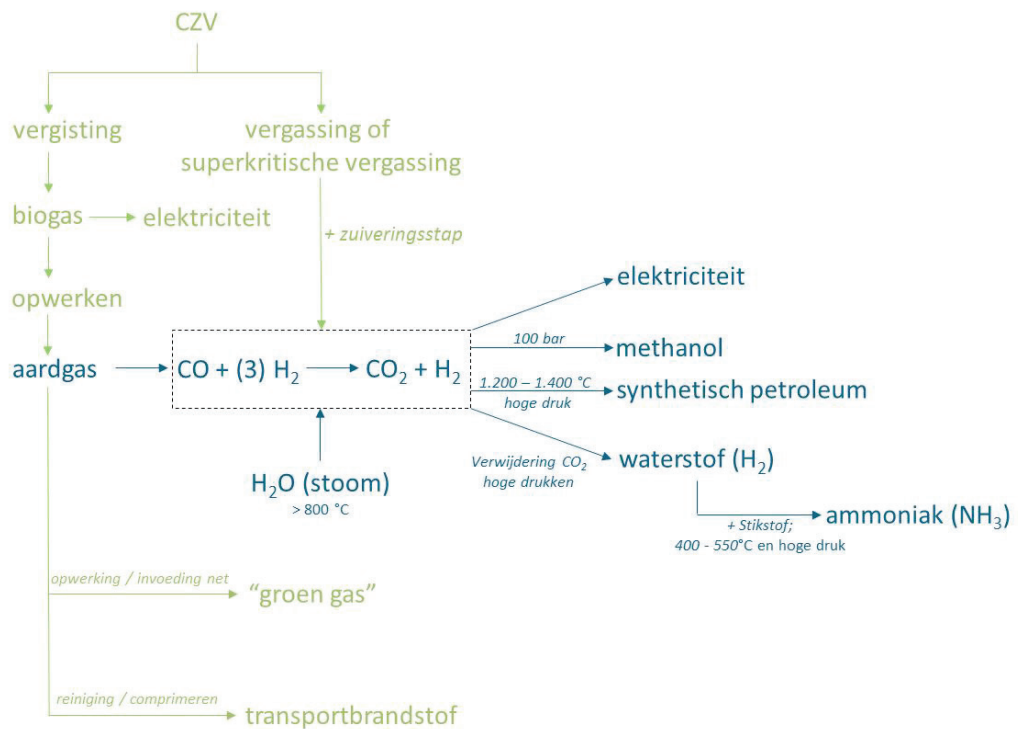 CZV
vergisting
vergassing of
superkritische vergassing
biogas
elektriciteit
+ zuiveringsstap
opwerken
elektriciteit
aardgas
CO + (3) H₂
CO₂ + H₂
100 bar
methanol
1.200 – 1.400 °C
hoge druk
synthetisch petroleum
H₂O (stoom)
> 800 °C
Verwijdering CO₂
hoge drukken
waterstof (H₂)
+ Stikstof;
400 - 550°C en hoge druk
ammoniak (NH₃)
opwerking / invoeding net
“groen gas”
reiniging / comprimeren
transportbrandstof